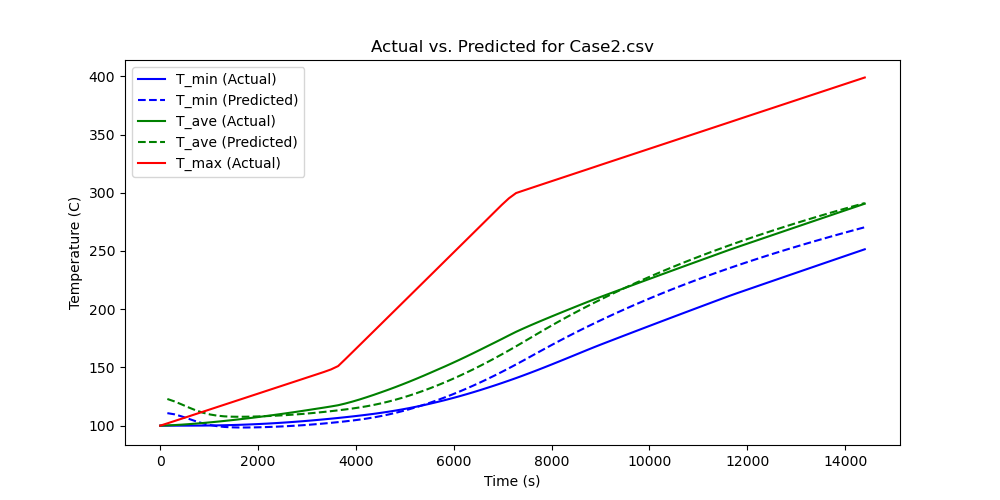 Actual vs. Predicted for Case2.csv
T_min (Actual)
T_min (Predicted)
T_ave (Actual)
T_ave (Predicted)
T_max (Actual)
Temperature (C)
400
350
300
250
200
150
100
0 2000 4000 6000 8000 10000 12000 14000
Time (s)